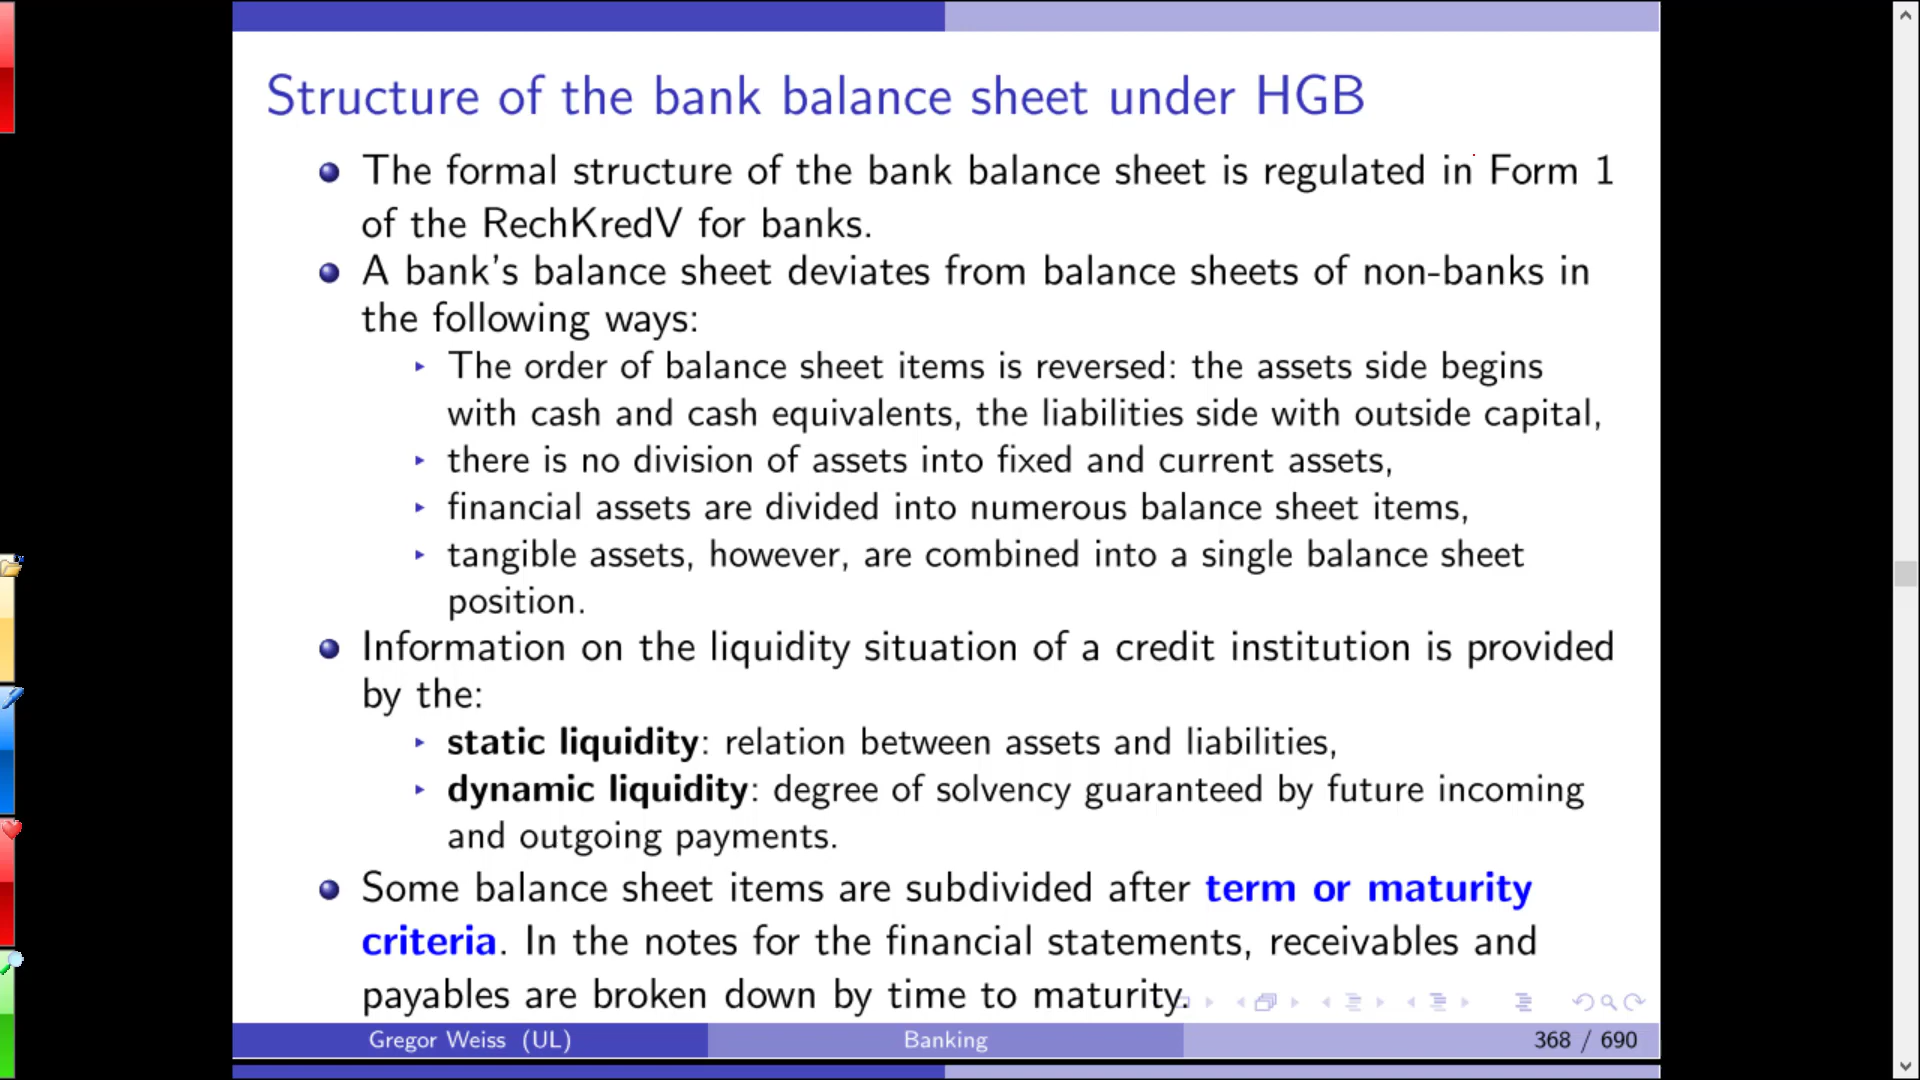 Structure of the bank balance sheet under HGB
The formal structure of the bank balance sheet is regulated in Form 1
of the RechKredV for banks.
A bank's balance sheet deviates from balance sheets of non-banks in
the following ways:
The order of balance sheet items is reversed: the assets side begins
with cash and cash equivalents, the liabilities side with outside capital,
there is no division of assets into fixed and current assets,
financial assets are divided into numerous balance sheet items,
tangible assets, however, are combined into a single balance sheet
position.
Information on the liquidity situation of a credit institution is provided
by the:
static liquidity: relation between assets and liabilities,
dynamic liquidity: degree of solvency guaranteed by future incoming
and outgoing payments.
Some balance sheet items are subdivided after term or maturity
criteria. In the notes for the financial statements, receivables and
payables are broken down by time to maturity.
Gregor Weiss (UL) Banking 368 / 690